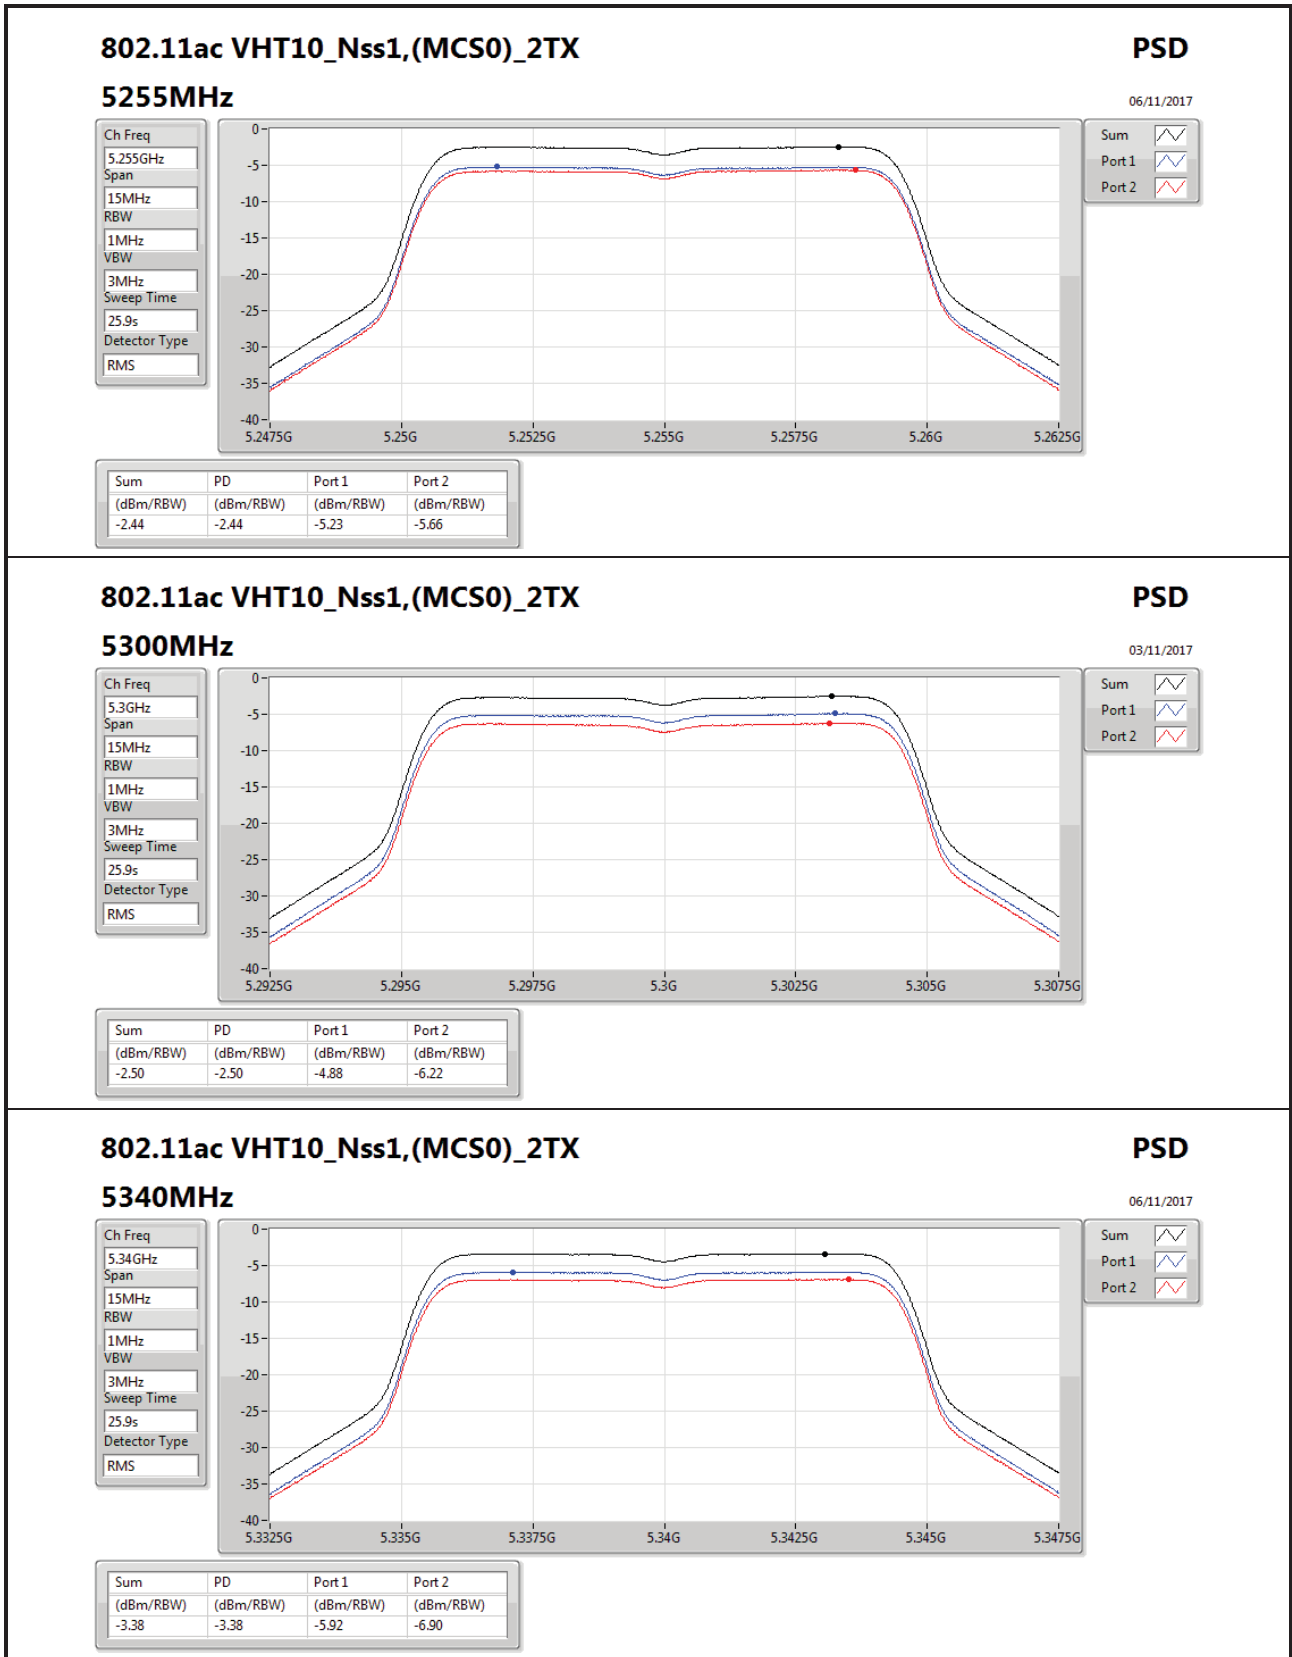 802.11ac VHT10_Nss1,(MCS0)_2TX PSD
5255MHz 06/11/2017
Ch Freq
5.255GHz
Span
15MHz
RBW
1MHz
VBW
3MHz
Sweep Time
25.9s
Detector Type
RMS
0
-5
-10
-15
-20
-25
-30
-35
-40
5.2475G 5.25G 5.2525G 5.255G 5.2575G 5.26G 5.2625G
Sum
Port 1
Port 2
Sum PD Port 1 Port 2
(dBm/RBW) (dBm/RBW) (dBm/RBW) (dBm/RBW)
-2.44 -2.44 -5.23 -5.66
802.11ac VHT10_Nss1,(MCS0)_2TX PSD
5300MHz 03/11/2017
Ch Freq
5.3GHz
Span
15MHz
RBW
1MHz
VBW
3MHz
Sweep Time
25.9s
Detector Type
RMS
0
-5
-10
-15
-20
-25
-30
-35
-40
5.2925G 5.295G 5.2975G 5.3G 5.3025G 5.305G 5.3075G
Sum
Port 1
Port 2
Sum PD Port 1 Port 2
(dBm/RBW) (dBm/RBW) (dBm/RBW) (dBm/RBW)
-2.50 -2.50 -4.88 -6.22
802.11ac VHT10_Nss1,(MCS0)_2TX PSD
5340MHz 06/11/2017
Ch Freq
5.34GHz
Span
15MHz
RBW
1MHz
VBW
3MHz
Sweep Time
25.9s
Detector Type
RMS
0
-5
-10
-15
-20
-25
-30
-35
-40
5.3325G 5.335G 5.3375G 5.34G 5.3425G 5.345G 5.3475G
Sum
Port 1
Port 2
Sum PD Port 1 Port 2
(dBm/RBW) (dBm/RBW) (dBm/RBW) (dBm/RBW)
-3.38 -3.38 -5.92 -6.90